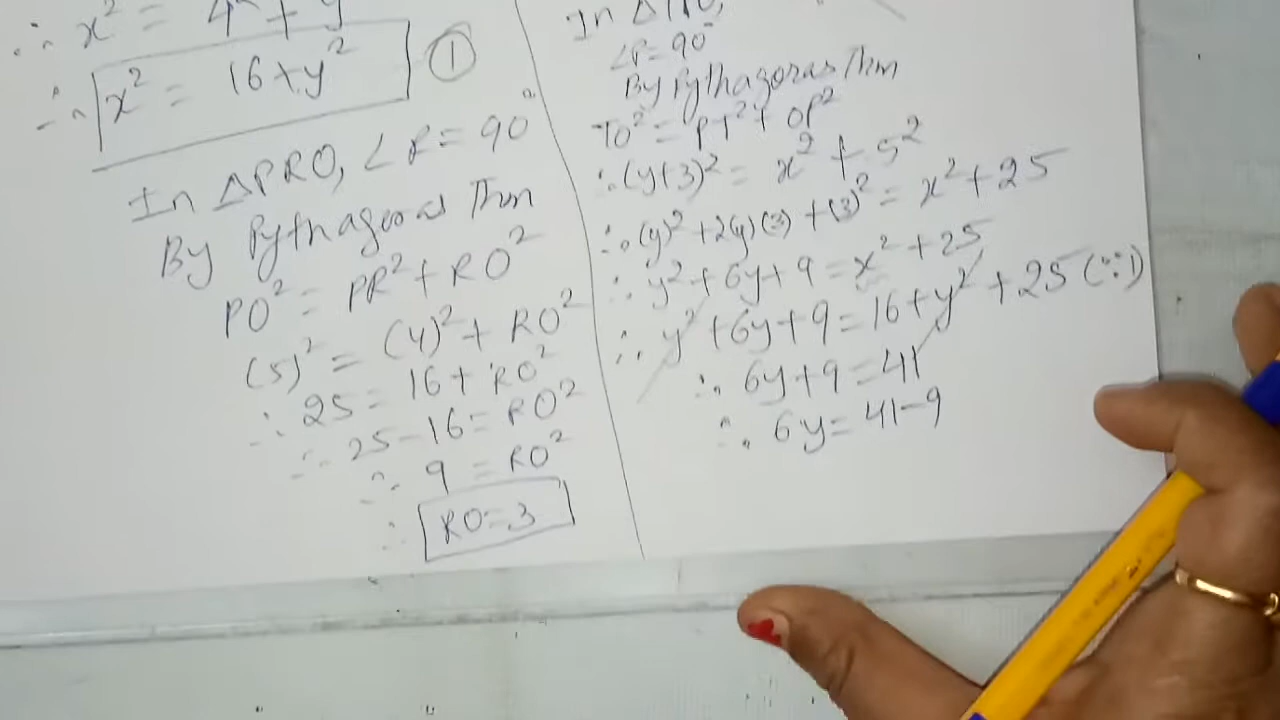 ∴ x² = 4² + y
∴ x² = 16+y² ①
In △PRO, ∠R = 90°
By Pythagoras Thm
PO² = PR² + RO²
(5)² = (4)² + RO²
∴ 25 = 16 + RO²
∴ 25 - 16 = RO²
∴ 9 = RO²
∴ RO = 3
In △
∠P = 90°
By Pythagoras Thm
TO² = PT² + OP²
∴ (y+3)² = x² + 5²
∴ (y)² + 2(y)(3) + (3)² = x² + 25
∴ y² + 6y + 9 = x² + 25
∴ y² + 6y + 9 = 16 + y² + 25 (∵ 1)
∴ 6y + 9 = 41
∴ 6y = 41 - 9